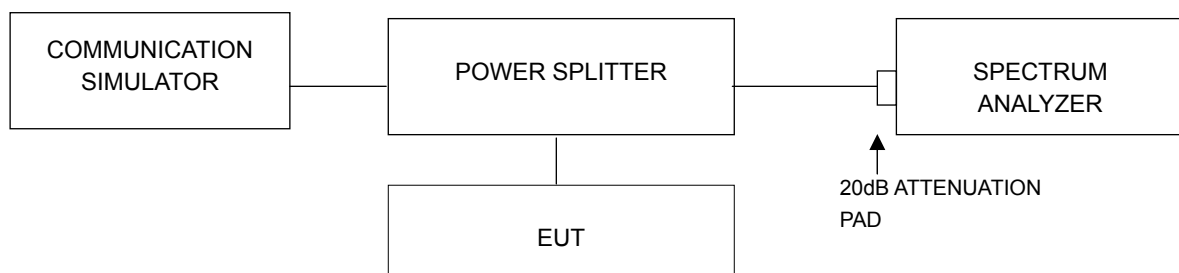 COMMUNICATION
SIMULATOR
POWER SPLITTER
SPECTRUM
ANALYZER
20dB ATTENUATION
PAD
EUT